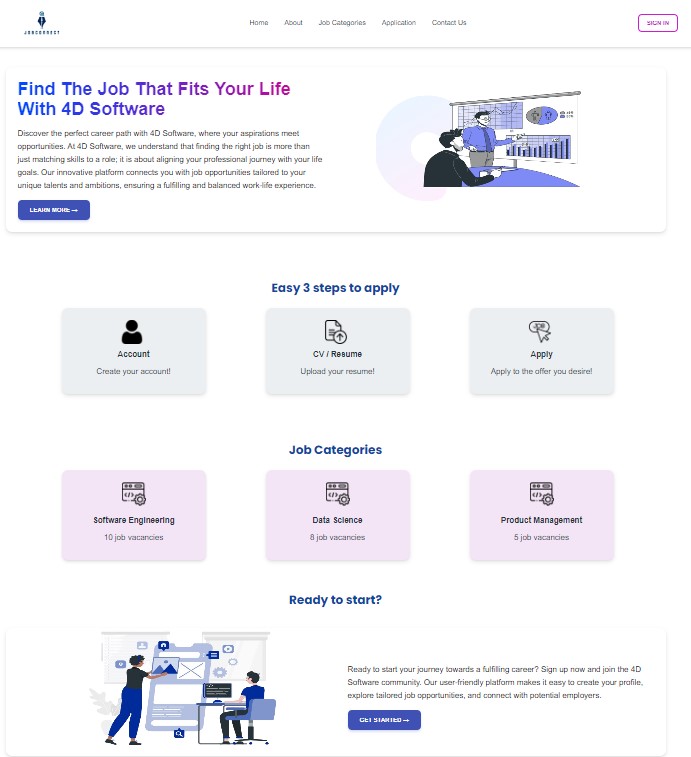 JOBCONNECT
Home About Job Categories Application Contact Us
SIGN IN
Find The Job That Fits Your Life
With 4D Software
Discover the perfect career path with 4D Software, where your aspirations meet
opportunities. At 4D Software, we understand that finding the right job is more than
just matching skills to a role; it is about aligning your professional journey with your life
goals. Our innovative platform connects you with job opportunities tailored to your
unique talents and ambitions, ensuring a fulfilling and balanced work-life experience.
LEARN MORE →
Easy 3 steps to apply
Account
Create your account!
CV / Resume
Upload your resume!
JOB
Apply
Apply to the offer you desire!
Job Categories
Software Engineering
10 job vacancies
Data Science
8 job vacancies
Product Management
5 job vacancies
Ready to start?
Ready to start your journey towards a fulfilling career? Sign up now and join the 4D
Software community. Our user-friendly platform makes it easy to create your profile,
explore tailored job opportunities, and connect with potential employers.
GET STARTED →